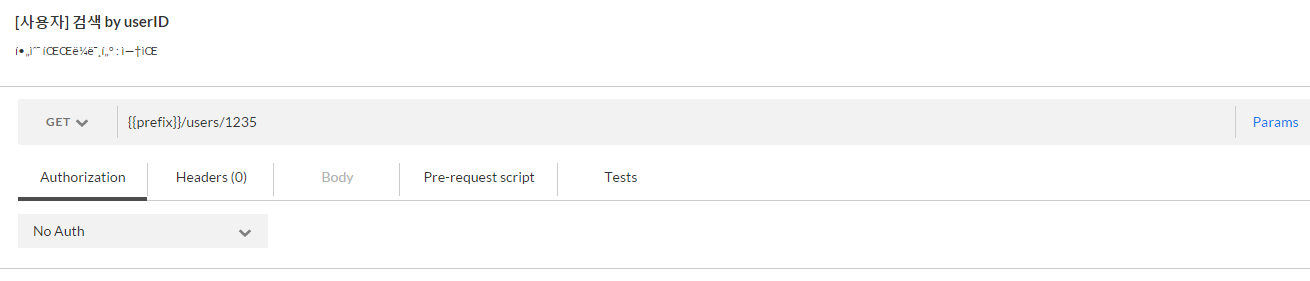 [사용자] 검색 by userID
í•„ìˆ˜ íŒŒë¼ë¯¸í„° : ì—†ìŒ
GET
{{prefix}}/users/1235
Params
Authorization
Headers (0)
Body
Pre-request script
Tests
No Auth